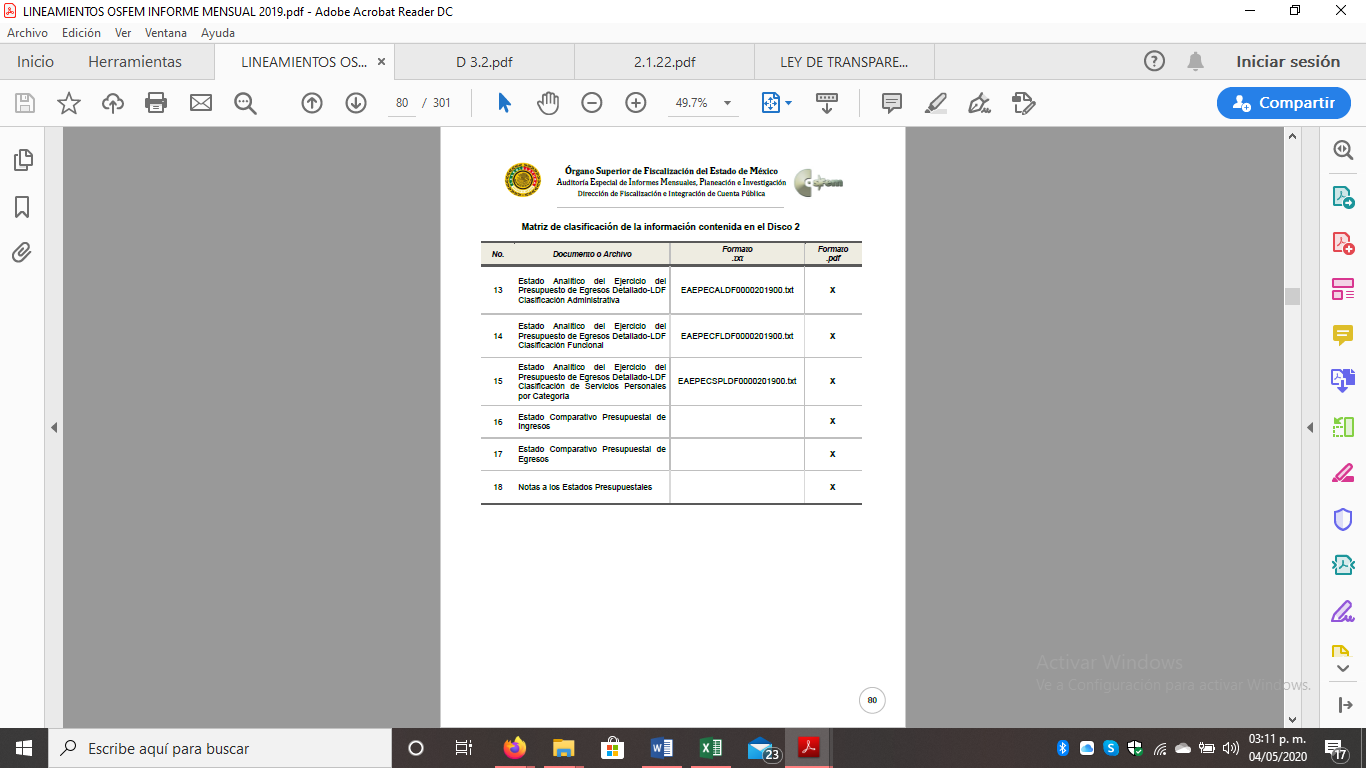 LINEAMIENTOS OSFEM INFORME MENSUAL 2019.pdf - Adobe Acrobat Reader DC
Archivo Edición Ver Ventana Ayuda
Inicio Herramientas LINEAMIENTOS OS... × D 3.2.pdf 2.1.22.pdf LEY DE TRANSPARE... Iniciar sesión
80 / 301 49.7% Compartir
Órgano Superior de Fiscalización del Estado de México
Auditoría Especial de Informes Mensuales, Planeación e Investigación
Dirección de Fiscalización e Integración de Cuenta Pública
Matriz de clasificación de la información contenida en el Disco 2
No. Documento o Archivo Formato .txt Formato .pdf
13 Estado Analítico del Ejercicio del
Presupuesto de Egresos Detallado-LDF EAEPECALDF0000201900.txt X
Clasificación Administrativa
14 Estado Analítico del Ejercicio del
Presupuesto de Egresos Detallado-LDF EAEPECFLDF0000201900.txt X
Clasificación Funcional
15 Estado Analítico del Ejercicio del
Presupuesto de Egresos Detallado-LDF
Clasificación de Servicios Personales EAEPECSPLDF0000201900.txt X
por Categoría
16 Estado Comparativo Presupuestal de
Ingresos X
17 Estado Comparativo Presupuestal de
Egresos X
18 Notas a los Estados Presupuestales X
80
Activar Windows
Ve a Configuración para activar Windows.
Escribe aquí para buscar
23
03:11 p. m.
04/05/2020
17